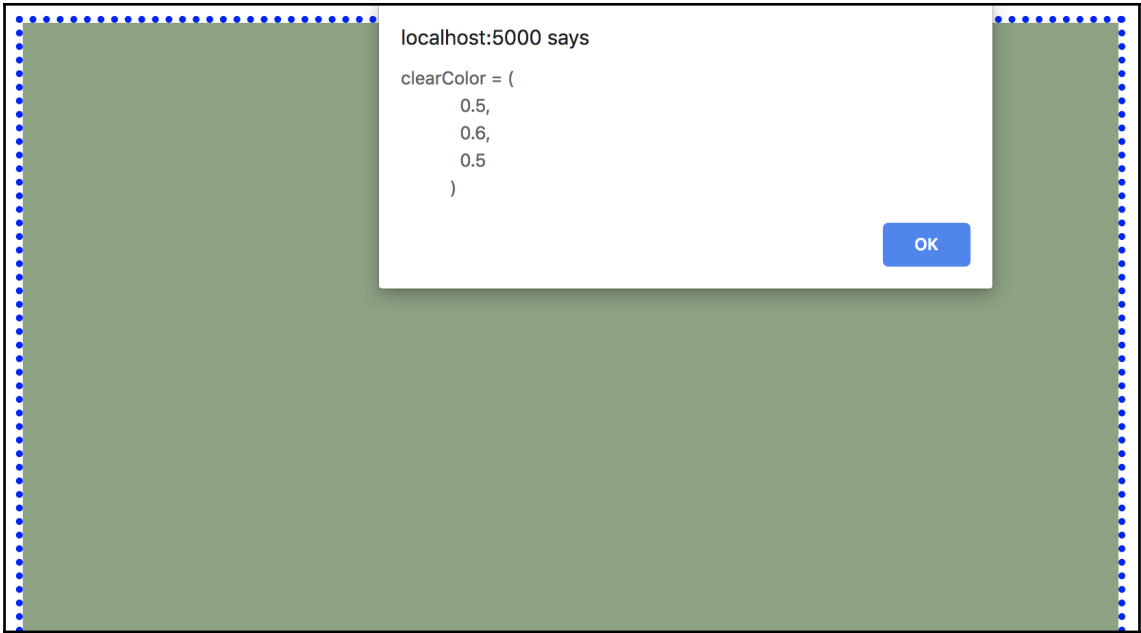 localhost:5000 says
clearColor = (
0.5,
0.6,
0.5
)
OK